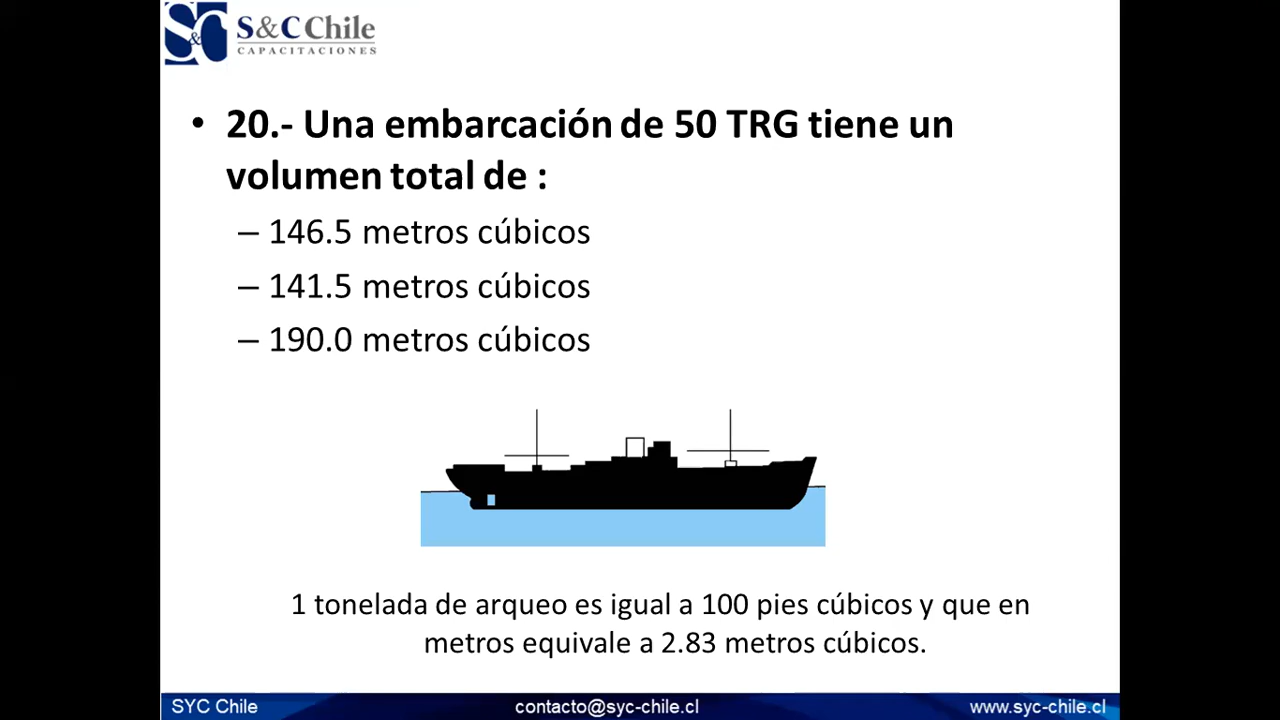 S&C
S&C Chile
CAPACITACIONES
• 20.- Una embarcación de 50 TRG tiene un
volumen total de :
– 146.5 metros cúbicos
– 141.5 metros cúbicos
– 190.0 metros cúbicos
1 tonelada de arqueo es igual a 100 pies cúbicos y que en
metros equivale a 2.83 metros cúbicos.
SYC Chile contacto@syc-chile.cl www.syc-chile.cl